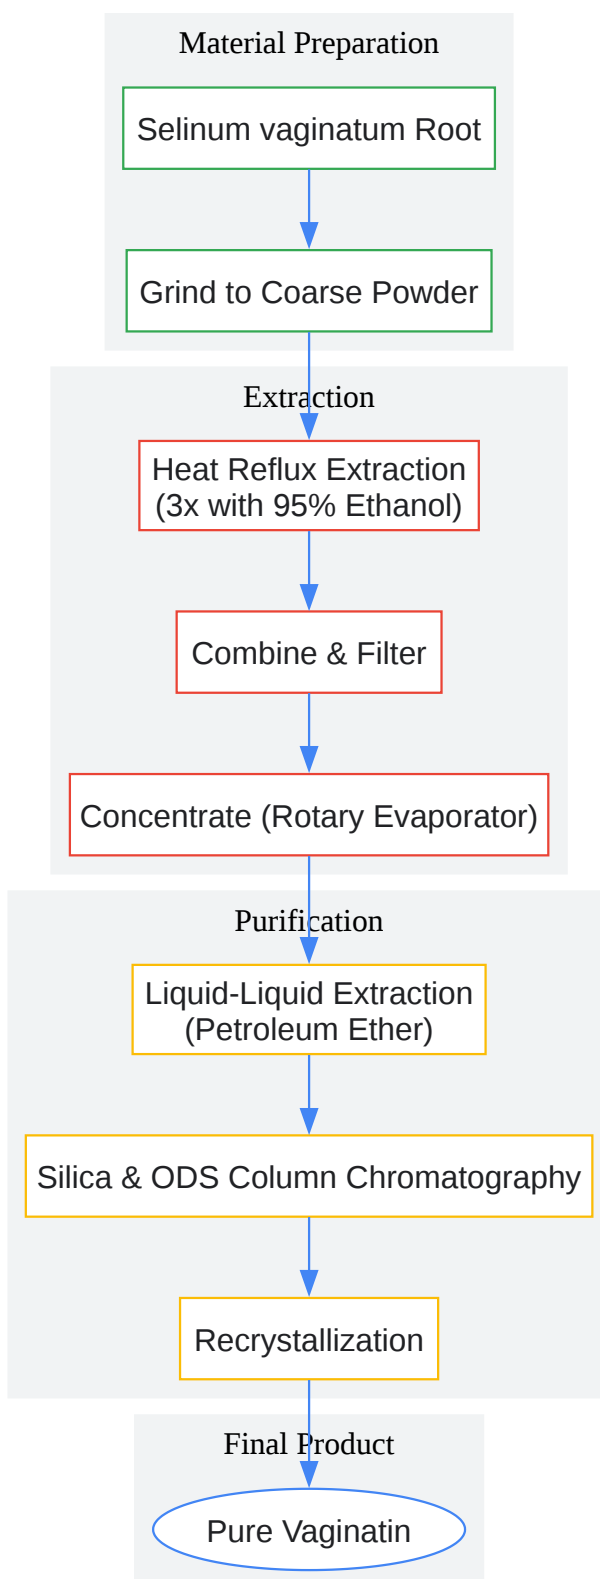 Material Preparation
Selinum vaginatum Root
Grind to Coarse Powder
Extraction
Heat Reflux Extraction
(3x with 95% Ethanol)
Combine & Filter
Concentrate (Rotary Evaporator)
Purification
Liquid-Liquid Extraction
(Petroleum Ether)
Silica & ODS Column Chromatography
Recrystallization
Final Product
Pure Vaginatin